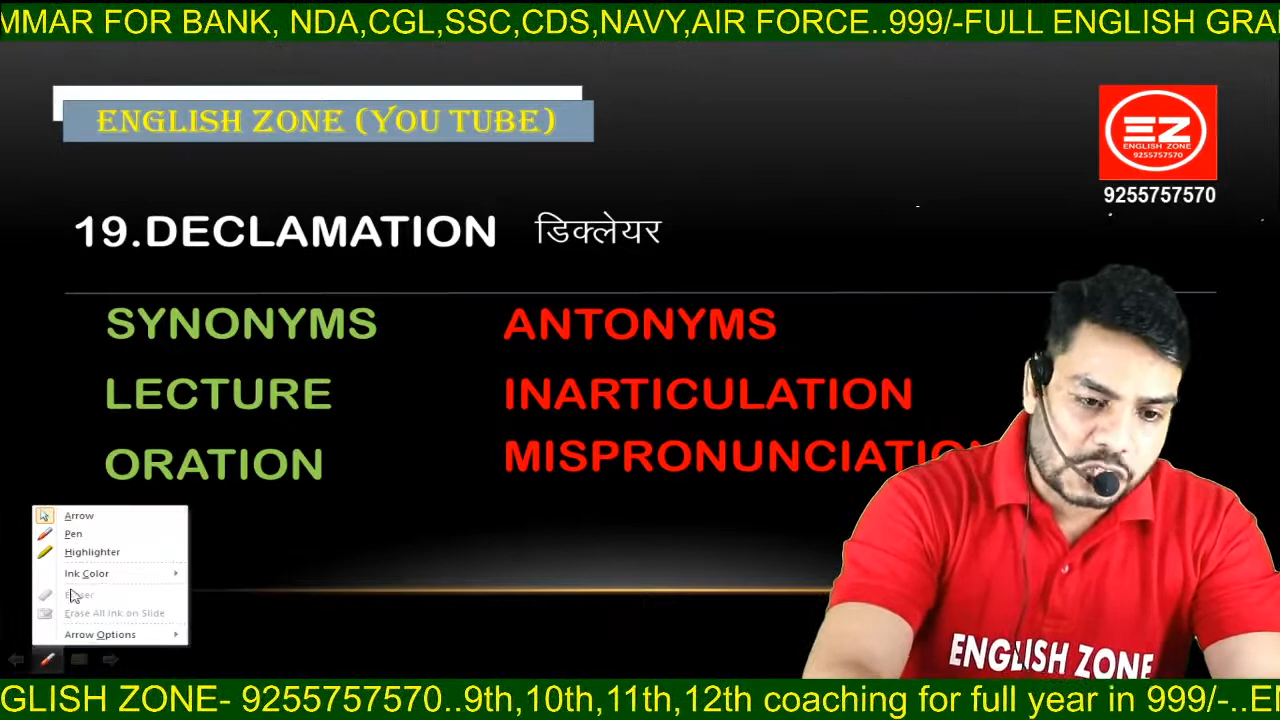 MMAR FOR BANK, NDA,CGL,SSC,CDS,NAVY,AIR FORCE..999/-FULL ENGLISH GRA
ENGLISH ZONE (YOU TUBE)
EZ
ENGLISH ZONE
9255757570
9255757570
19.DECLAMATION डिक्लेयर
SYNONYMS ANTONYMS
LECTURE INARTICULATION
ORATION MISPRONUNCIATION
Arrow
Pen
Highlighter
Ink Color
Eraser
Erase All Ink on Slide
Arrow Options
ENGLISH ZONE
GLISH ZONE- 9255757570..9th,10th,11th,12th coaching for full year in 999/-..E